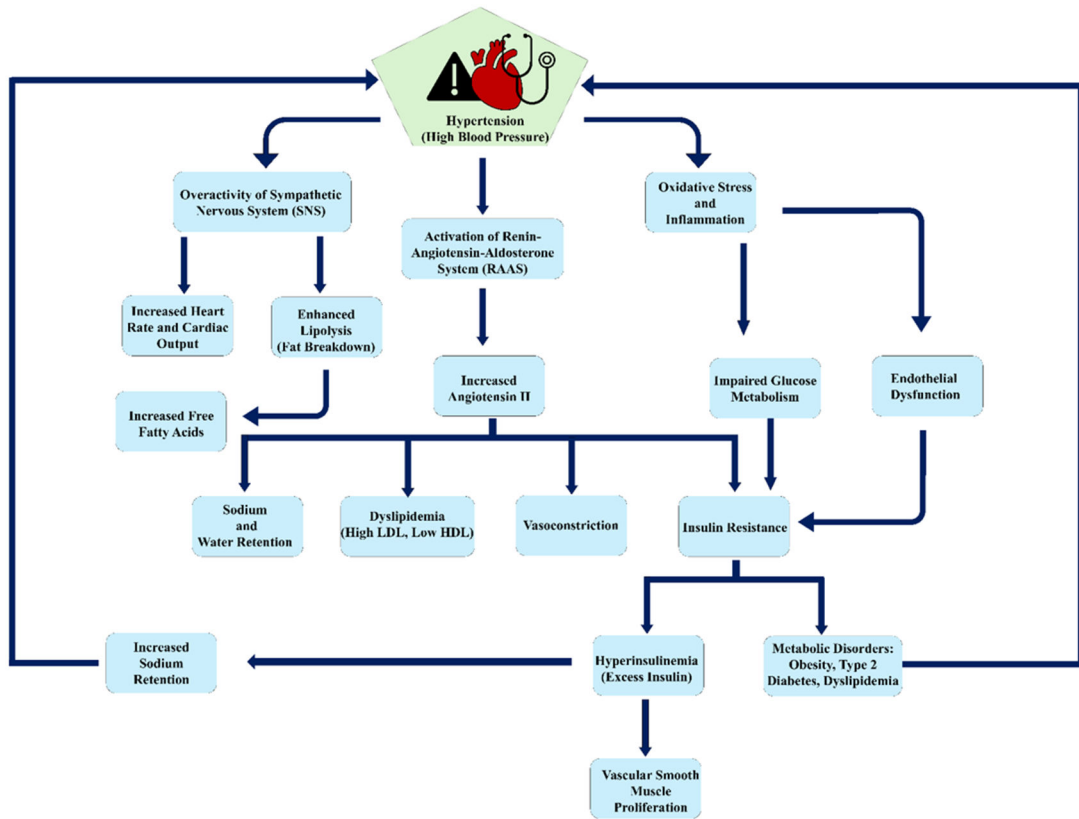 Hypertension
(High Blood Pressure)
Overactivity of Sympathetic
Nervous System (SNS)
Oxidative Stress
and
Inflammation
Activation of Renin-
Angiotensin-Aldosterone
System (RAAS)
Increased Heart
Rate and Cardiac
Output
Enhanced
Lipolysis
(Fat Breakdown)
Increased
Angiotensin II
Impaired Glucose
Metabolism
Endothelial
Dysfunction
Increased Free
Fatty Acids
Sodium
and
Water Retention
Dyslipidemia
(High LDL, Low HDL)
Vasoconstriction
Insulin Resistance
Increased
Sodium
Retention
Hyperinsulinemia
(Excess Insulin)
Metabolic Disorders:
Obesity, Type 2
Diabetes, Dyslipidemia
Vascular Smooth
Muscle
Proliferation